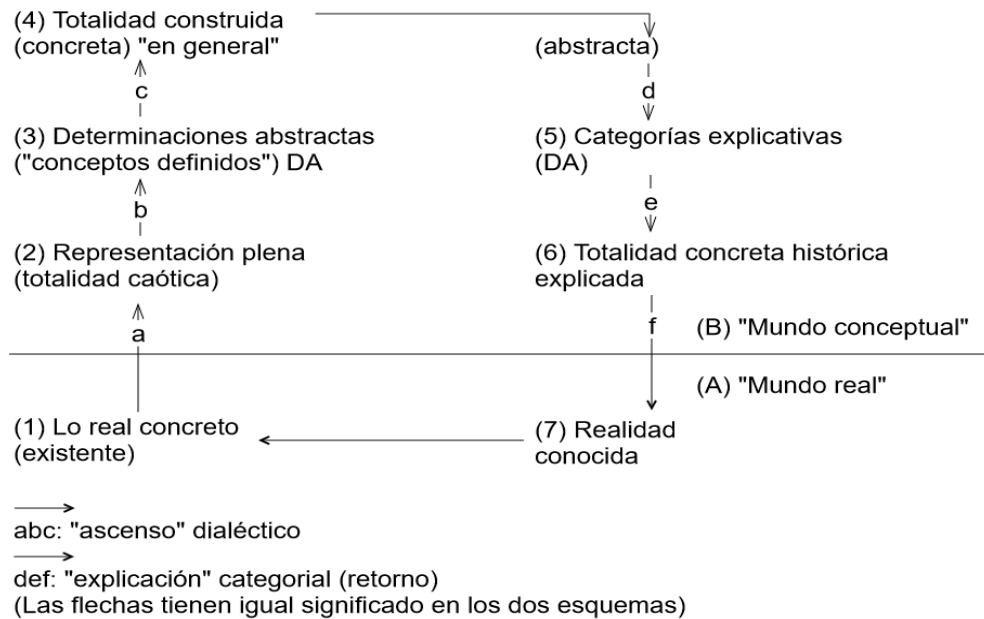 (4) Totalidad construida
(concreta) "en general"
(abstracta)
c
d
(3) Determinaciones abstractas
("conceptos definidos") DA
(5) Categorías explicativas
(DA)
b
e
(2) Representación plena
(totalidad caótica)
(6) Totalidad concreta histórica
explicada
a
f
(B) "Mundo conceptual"
(A) "Mundo real"
(1) Lo real concreto
(existente)
(7) Realidad
conocida
abc: "ascenso" dialéctico
def: "explicación" categorial (retorno)
(Las flechas tienen igual significado en los dos esquemas)